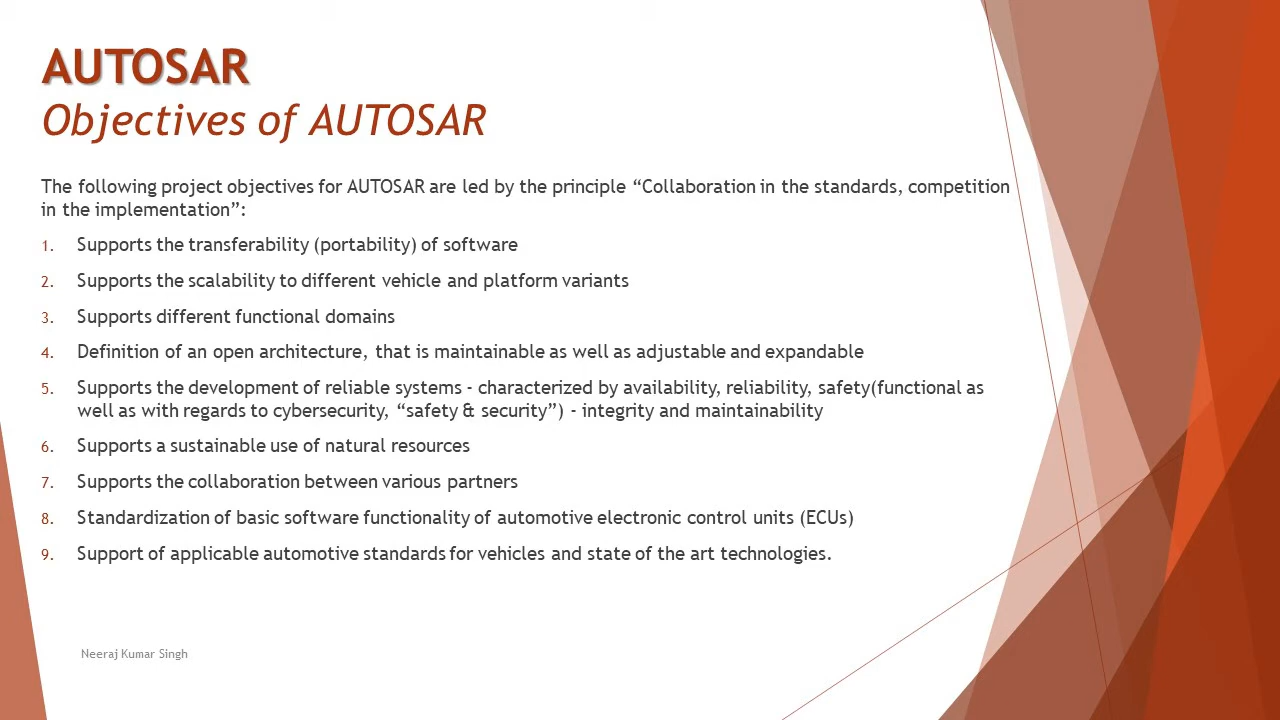 AUTOSAR
Objectives of AUTOSAR
The following project objectives for AUTOSAR are led by the principle “Collaboration in the standards, competition
in the implementation”:
1. Supports the transferability (portability) of software
2. Supports the scalability to different vehicle and platform variants
3. Supports different functional domains
4. Definition of an open architecture, that is maintainable as well as adjustable and expandable
5. Supports the development of reliable systems - characterized by availability, reliability, safety(functional as
well as with regards to cybersecurity, “safety & security”) - integrity and maintainability
6. Supports a sustainable use of natural resources
7. Supports the collaboration between various partners
8. Standardization of basic software functionality of automotive electronic control units (ECUs)
9. Support of applicable automotive standards for vehicles and state of the art technologies.
Neeraj Kumar Singh